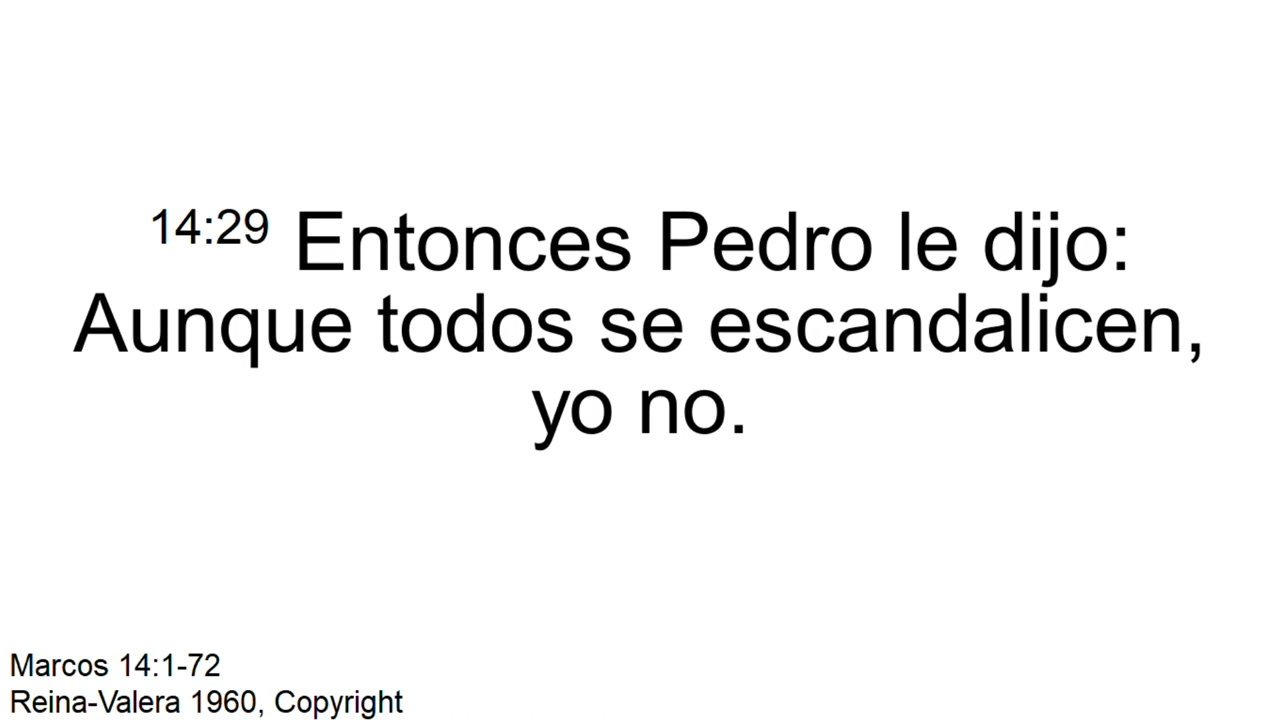 14:29 Entonces Pedro le dijo:
Aunque todos se escandalicen,
yo no.
Marcos 14:1-72
Reina-Valera 1960, Copyright